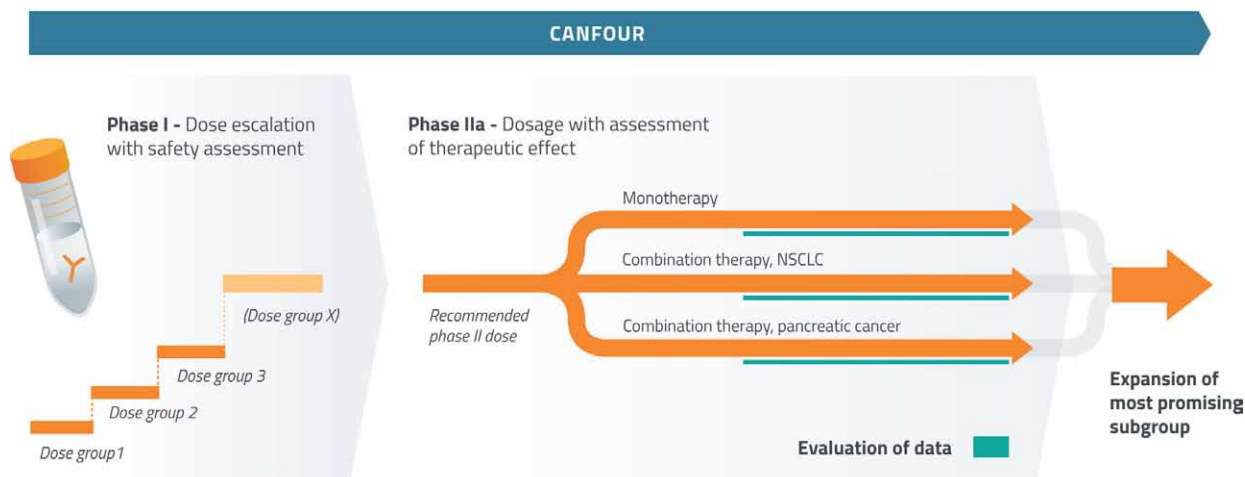 CANFOUR
Phase I - Dose escalation
with safety assessment
Dose group 1
Dose group 2
Dose group 3
(Dose group X)
Phase IIa - Dosage with assessment
of therapeutic effect
Recommended
phase II dose
Monotherapy
Combination therapy, NSCLC
Combination therapy, pancreatic cancer
Evaluation of data
Expansion of
most promising
subgroup